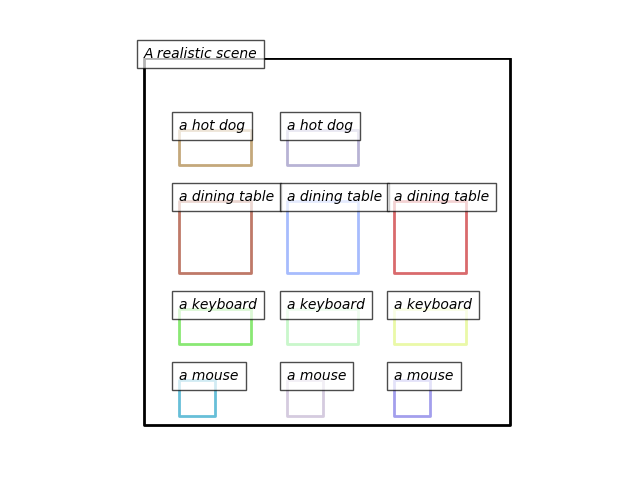 A realistic scene
a hot dog
a hot dog
a dining table
a dining table
a dining table
a keyboard
a keyboard
a keyboard
a mouse
a mouse
a mouse